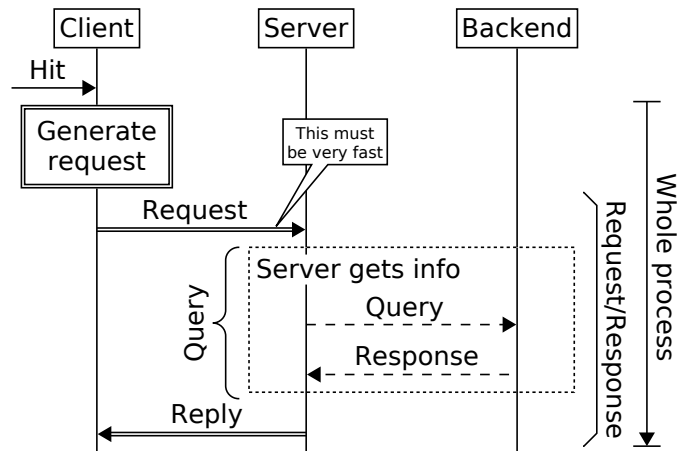 Client
Server
Backend
Hit
Generate
request
This must
be very fast
Request
Server gets info
Query
Query
Response
Reply
Request/Response
Whole process